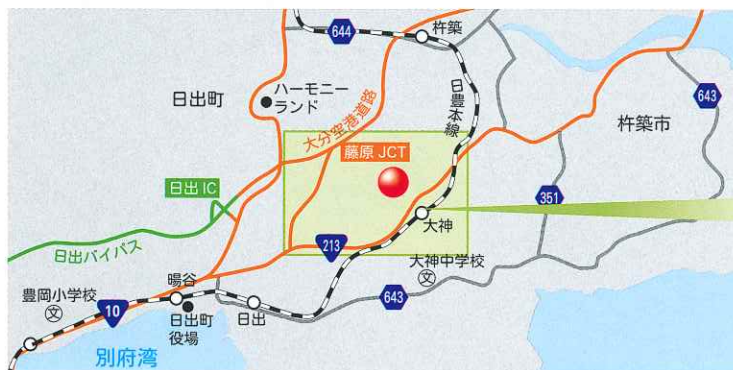 644
杵築
日出町
ハーモニー
ランド
日豊本線
643
大分空港道路
杵築市
藤原 JCT
日出 IC
351
大神
日出バイパス
213
大神中学校
文
豊岡小学校
文
暘谷
643
10
日出町
役場
日出
別府湾